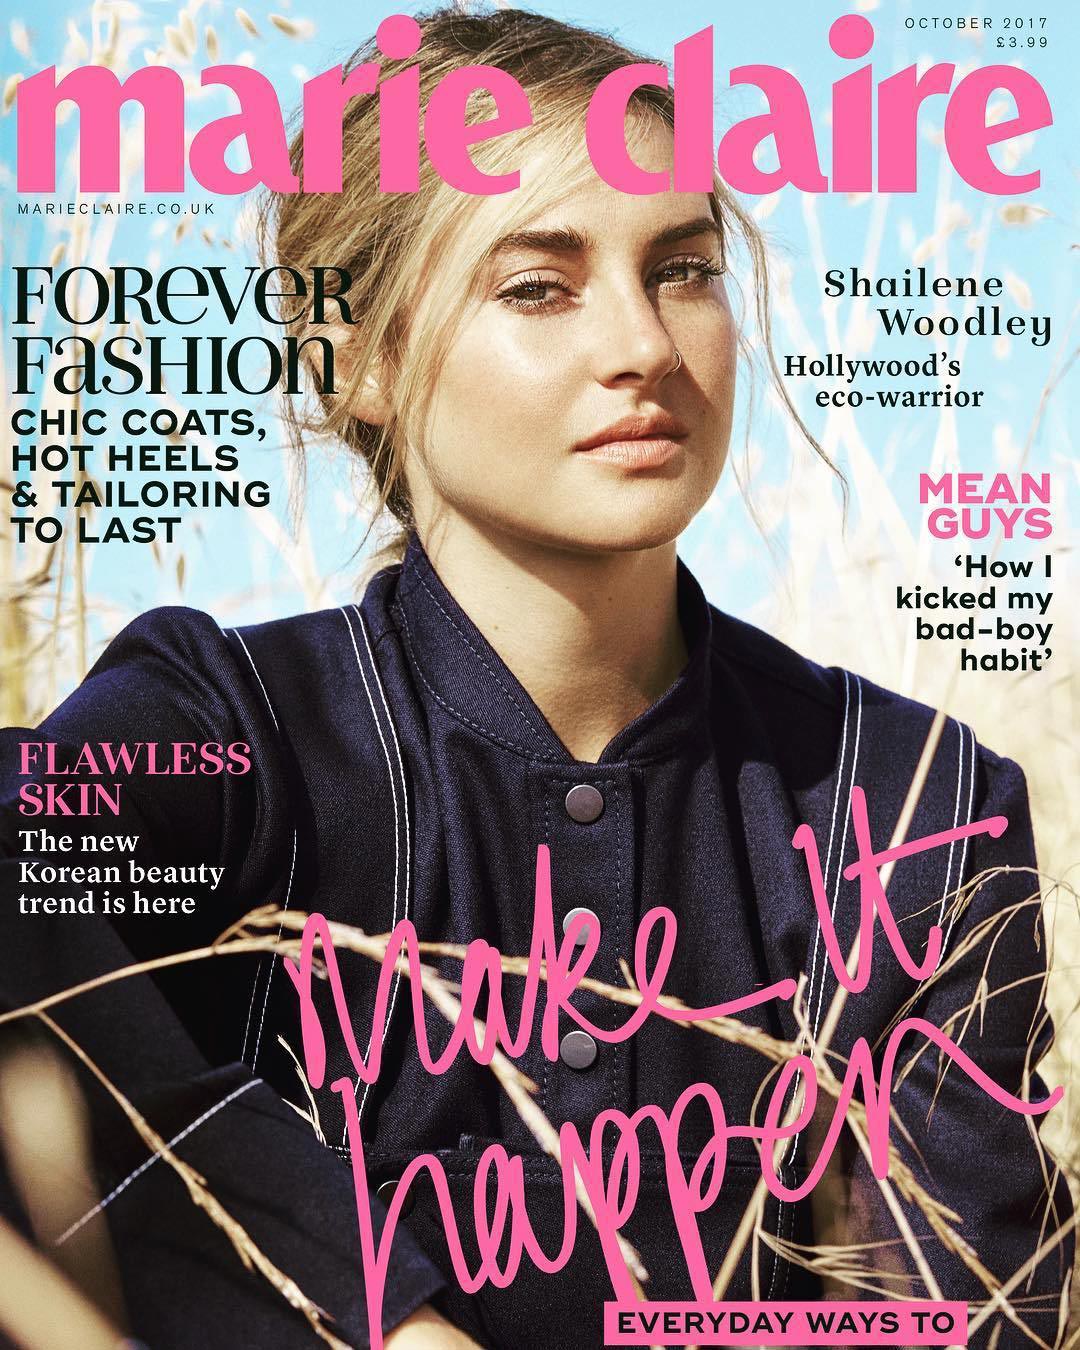 OCTOBER 2017
£3.99
marie claire
MARIECLAIRE.CO.UK
FOREVER
FASHION
CHIC COATS,
HOT HEELS
& TAILORING
TO LAST
Shailene
Woodley
Hollywood's
eco-warrior
MEAN
GUYS
‘How I
kicked my
bad-boy
habit’
FLAWLESS
SKIN
The new
Korean beauty
trend is here
Make it
happen
EVERYDAY WAYS TO